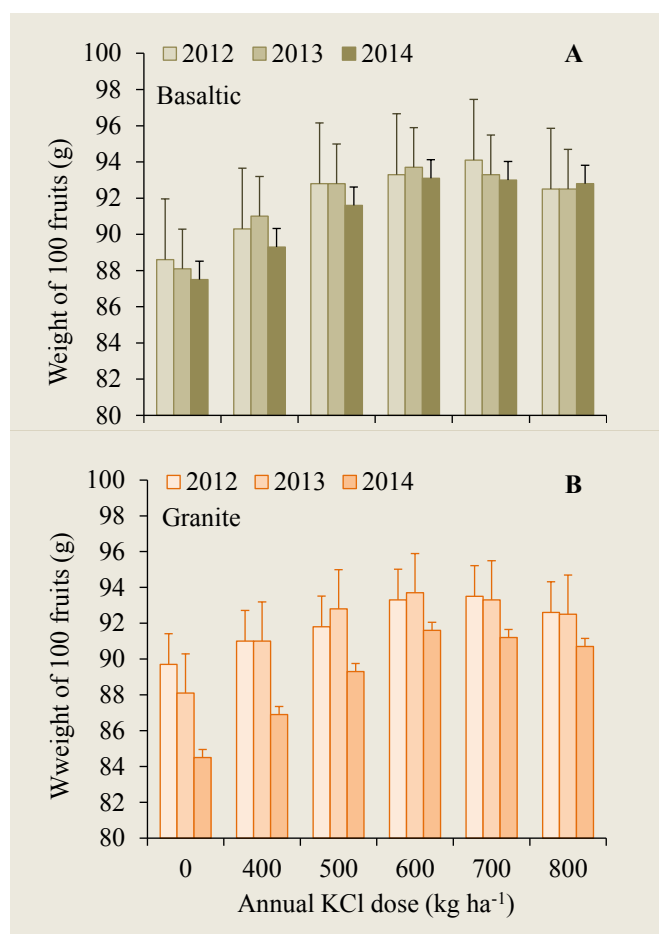 100
2012 2013 2014 A
98
Basaltic
96
94
92
90
88
86
84
82
80
Weight of 100 fruits (g)
100
2012 2013 2014 B
98
Granite
96
94
92
90
88
86
84
82
80
Wweight of 100 fruits (g)
0 400 500 600 700 800
Annual KCl dose (kg ha⁻¹)